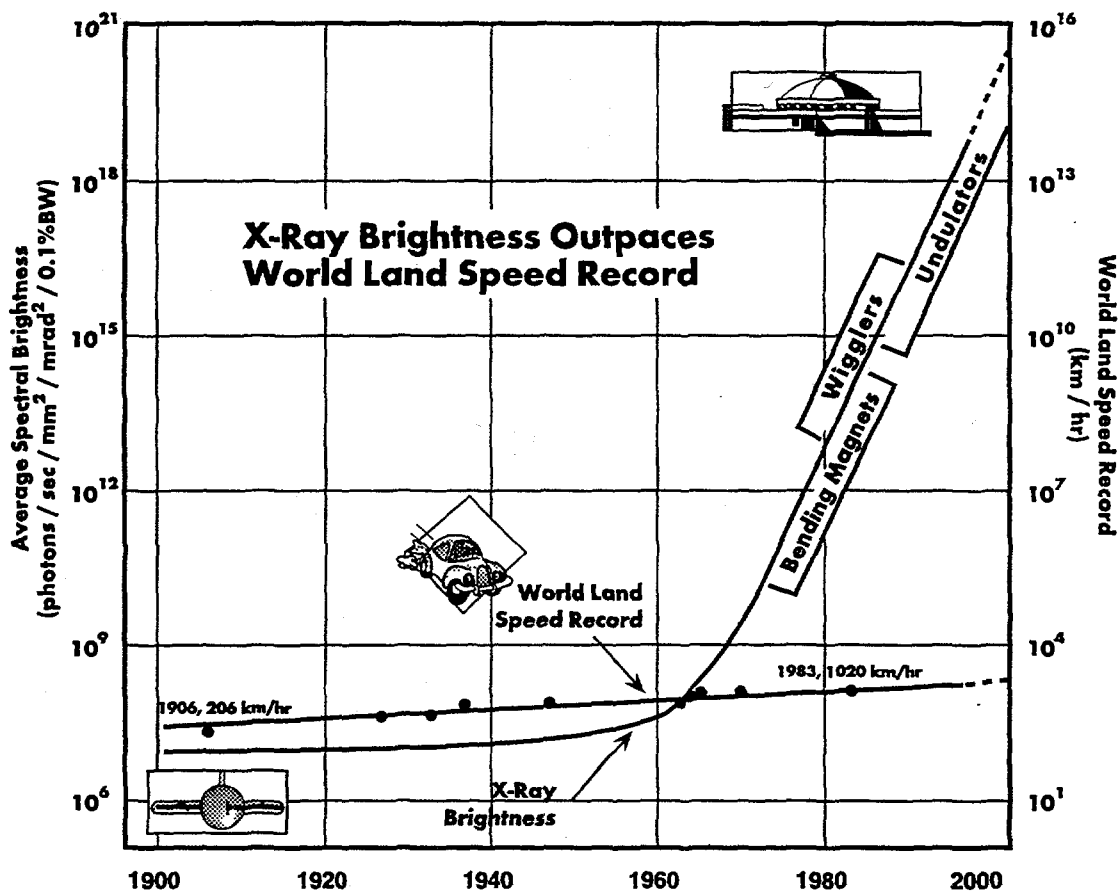 X-Ray Brightness Outpaces
World Land Speed Record
Average Spectral Brightness
(photons / sec / mm² / mrad² / 0.1%BW)
10²¹
10¹⁸
10¹⁵
10¹²
10⁹
10⁶
World Land Speed Record
(km / hr)
10¹⁶
10¹³
10¹⁰
10⁷
10⁴
10¹
Undulators
Wigglers
Bending Magnets
World Land
Speed Record
1983, 1020 km/hr
1906, 206 km/hr
X-Ray
Brightness
1900
1920
1940
1960
1980
2000